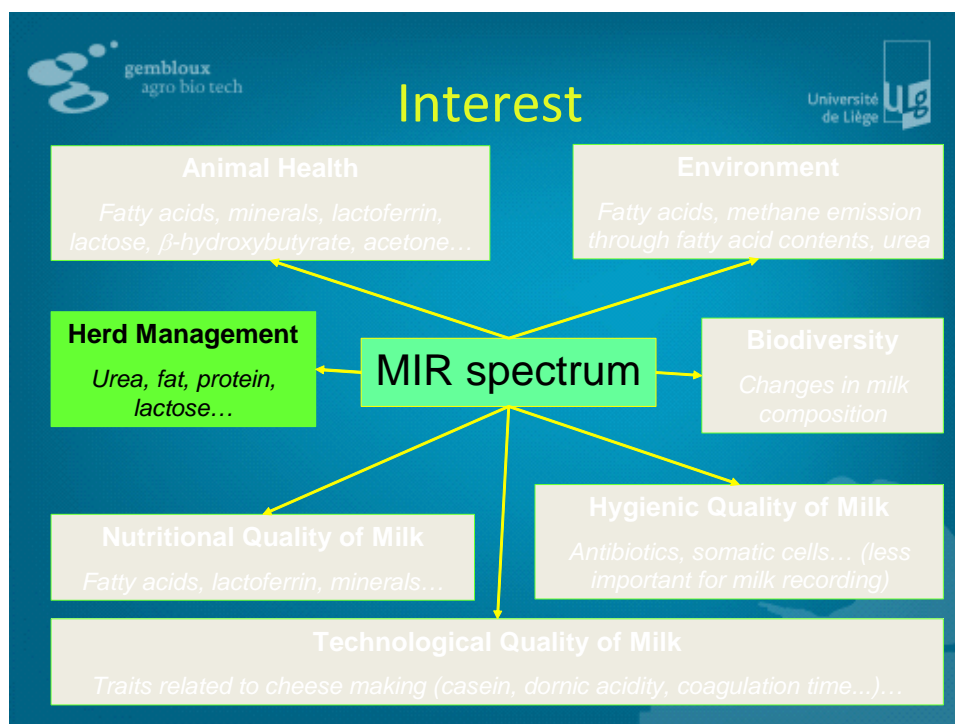 gembloux
agro bio tech
Interest
Université
de Liège
Animal Health
Fatty acids, minerals, lactoferrin,
lactose, β-hydroxybutyrate, acetone…
Environment
Fatty acids, methane emission
through fatty acid contents, urea
Herd Management
Urea, fat, protein,
lactose…
MIR spectrum
Biodiversity
Changes in milk
composition
Nutritional Quality of Milk
Fatty acids, lactoferrin, minerals…
Hygienic Quality of Milk
Antibiotics, somatic cells… (less
important for milk recording)
Technological Quality of Milk
Traits related to cheese making (casein, dornic acidity, coagulation time...)…